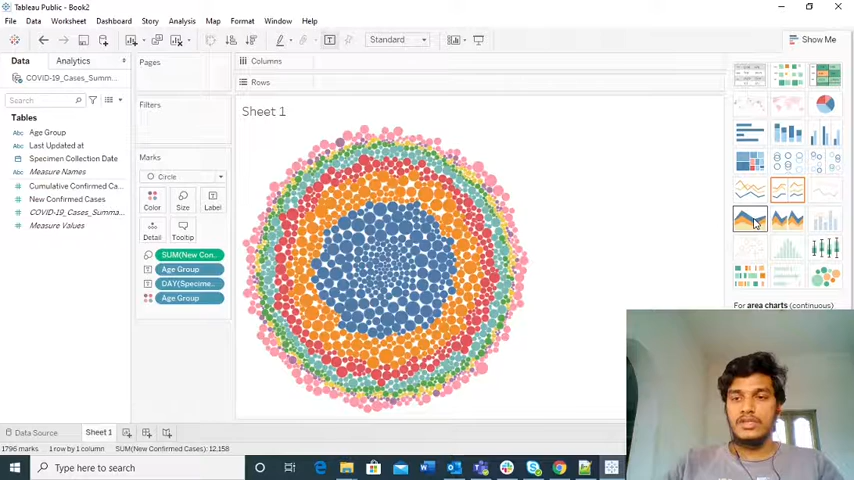 Tableau Public - Book2
File Data Worksheet Dashboard Story Analysis Map Format Window Help
Standard
Show Me
Data Analytics
Pages
Columns
Rows
COVID-19_Cases_Summ...
Search
Filters
Sheet 1
Tables
Abc Age Group
Abc Last Updated at
Specimen Collection Date
Abc Measure Names
# Cumulative Confirmed Ca...
# New Confirmed Cases
# COVID-19_Cases_Summa...
# Measure Values
Marks
Circle
Color Size Label
Detail Tooltip
SUM(New Con..
Age Group
DAY(Specime..
Age Group
For area charts (continuous)
Data Source Sheet 1
1796 marks 1 row by 1 column SUM(New Confirmed Cases): 12,158
Type here to search